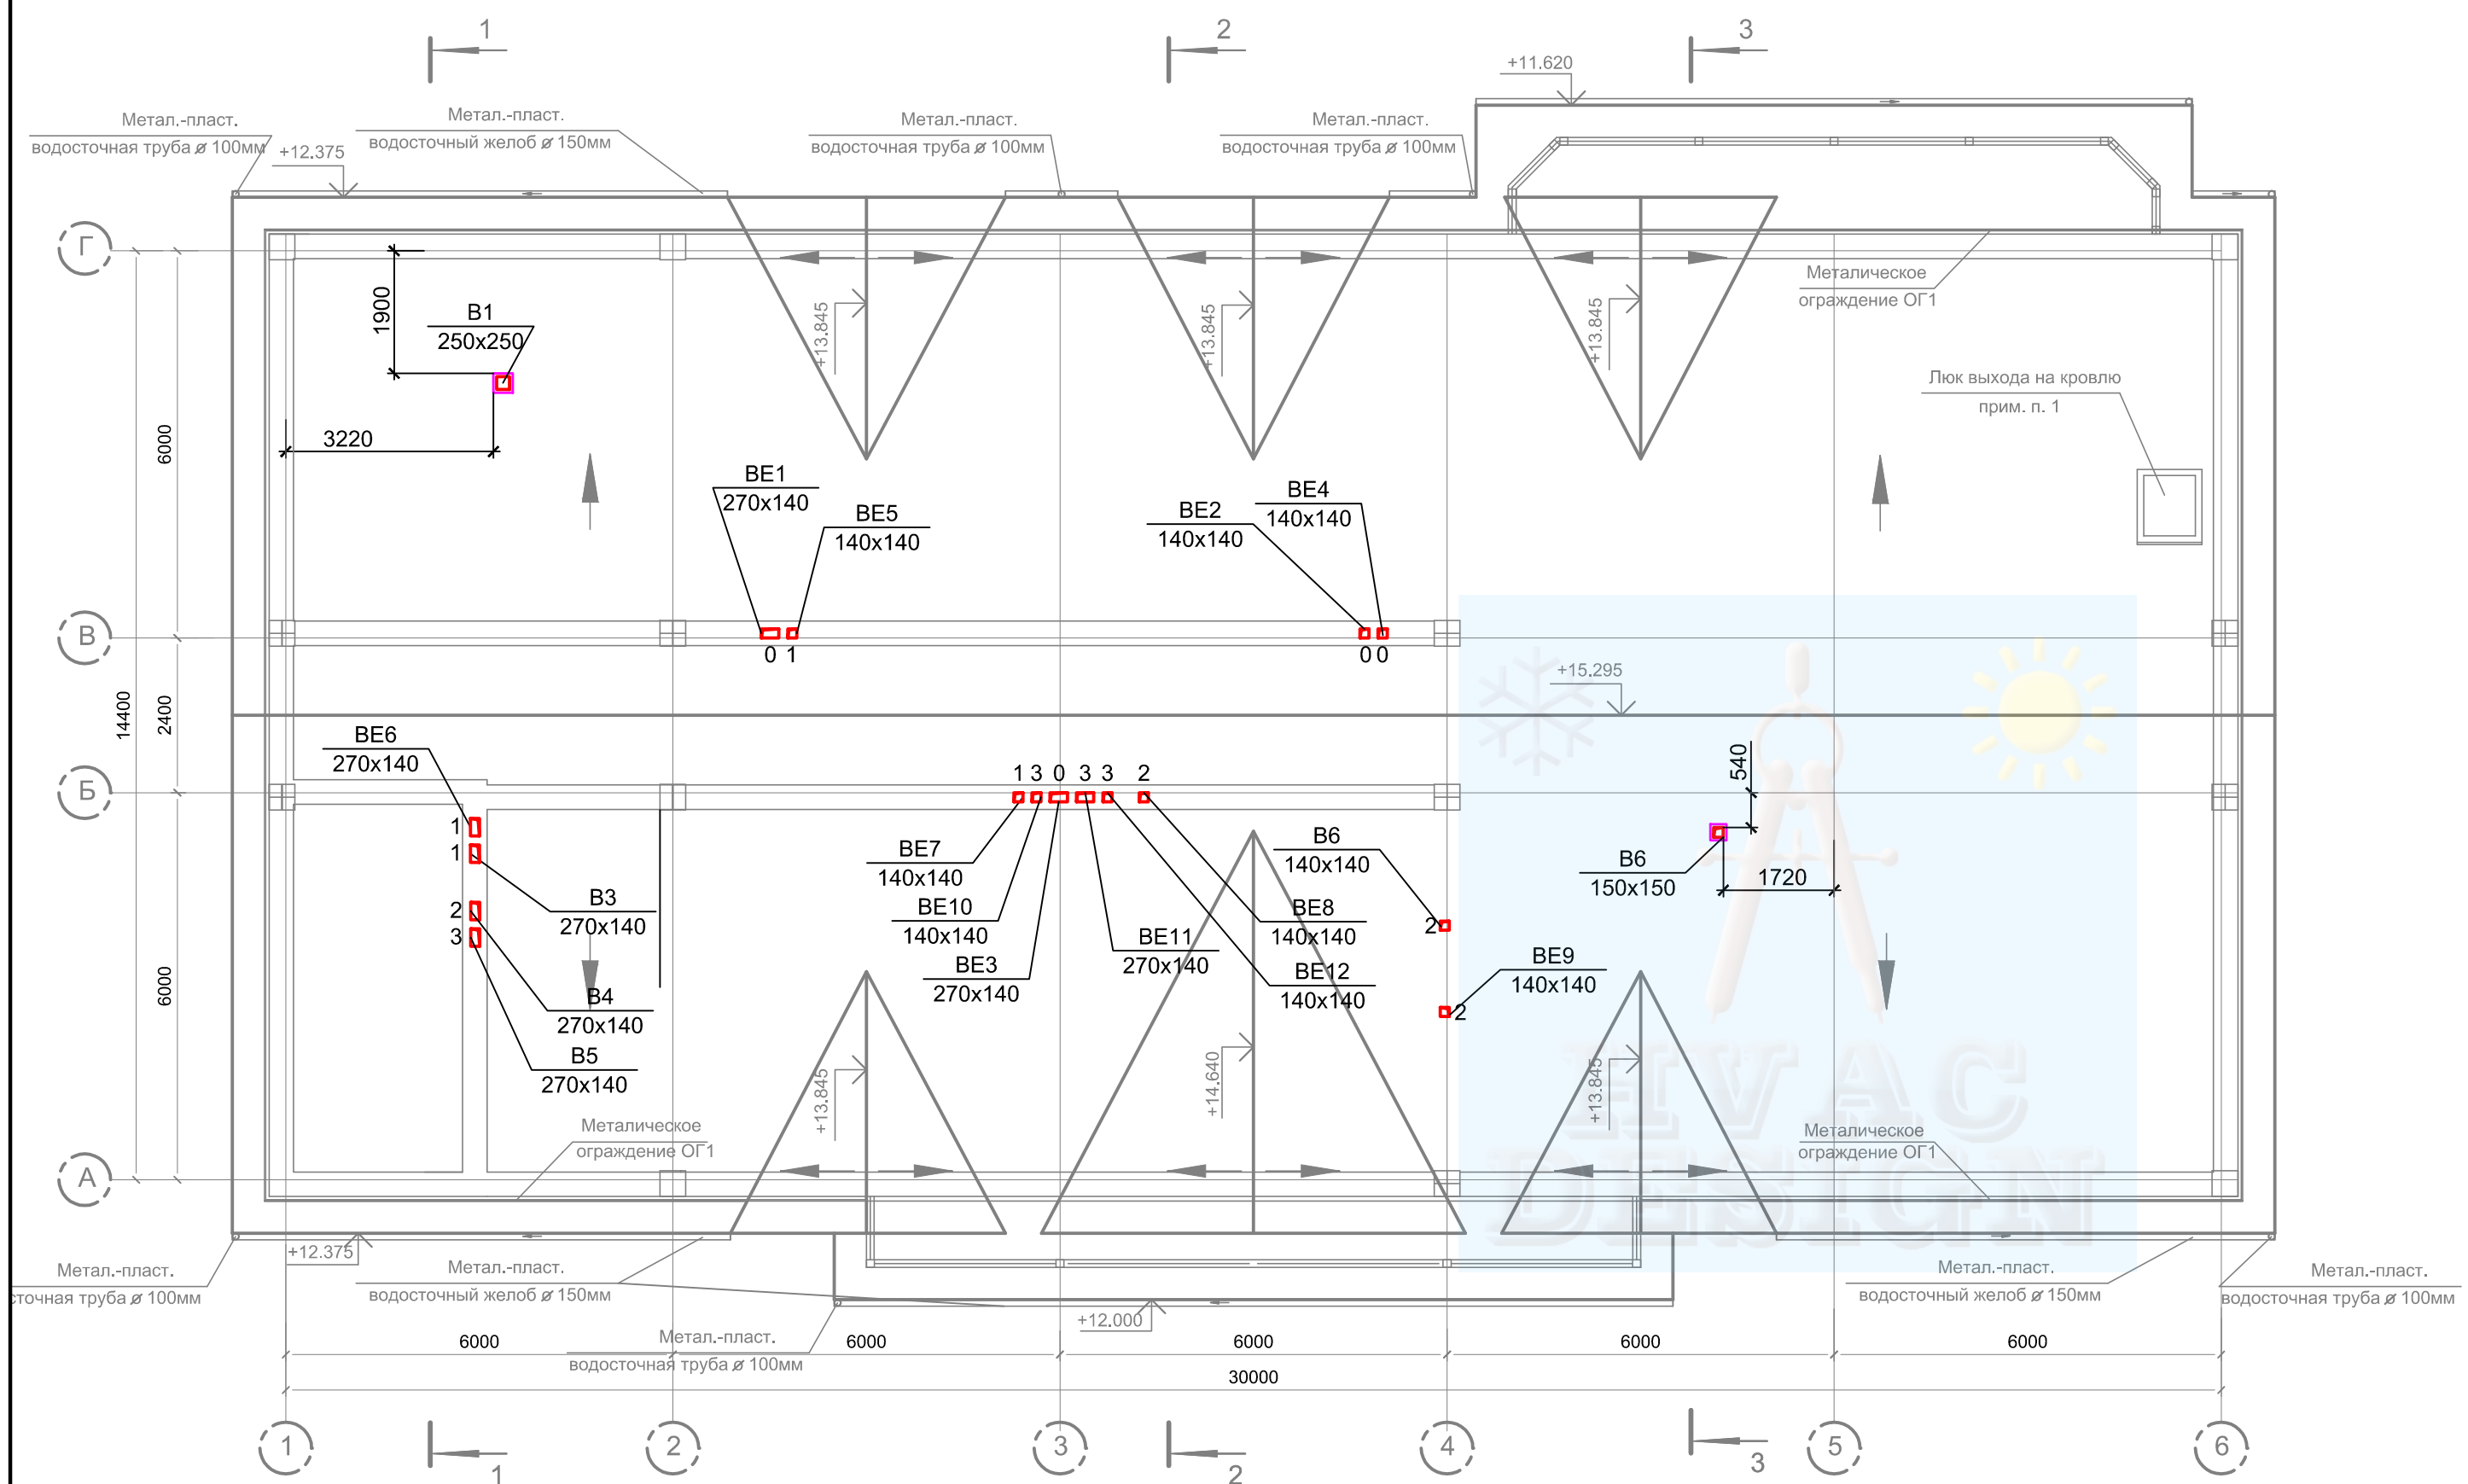 1
2
3
+11.620
Метал.-пласт.
водосточная труба ⌀ 100мм
+12.375
Метал.-пласт.
водосточный желоб ⌀ 150мм
Метал.-пласт.
водосточная труба ⌀ 100мм
Метал.-пласт.
водосточная труба ⌀ 100мм
Г
1900
В1
250x250
3220
6000
+13.845
+13.845
+13.845
Металическое
ограждение ОГ1
Люк выхода на кровлю
прим. п. 1
ВЕ1
270x140
ВЕ5
140x140
ВЕ2
140x140
ВЕ4
140x140
В
0 1
0 0
14400
2400
+15.295
ВЕ6
270x140
Б
1 3 0 3 3 2
540
1
1
2
3
В3
270x140
В4
270x140
В5
270x140
6000
ВЕ7
140x140
ВЕ10
140x140
ВЕ3
270x140
ВЕ11
270x140
ВЕ8
140x140
ВЕ12
140x140
В6
140x140
2
ВЕ9
140x140
2
В6
150x150
1720
+13.845
+14.640
+13.845
HVAC
DESIGN
Металическое
ограждение ОГ1
Металическое
ограждение ОГ1
А
+12.375
Метал.-пласт.
сточная труба ⌀ 100мм
Метал.-пласт.
водосточный желоб ⌀ 150мм
Метал.-пласт.
водосточная труба ⌀ 100мм
+12.000
Метал.-пласт.
водосточный желоб ⌀ 150мм
Метал.-пласт.
водосточная труба ⌀ 100мм
6000 6000 6000 6000 6000
30000
1 2 3 4 5 6
1
2
3